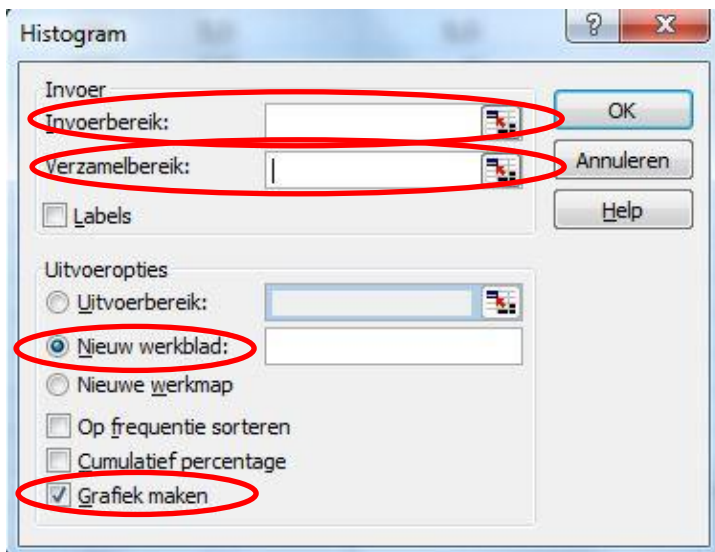 Histogram
Invoer
Invoerbereik:
OK
Verzamelbereik:
Annuleren
Labels
Help
Uitvoeropties
Uitvoerbereik:
Nieuw werkblad:
Nieuwe werkmap
Op frequentie sorteren
Cumulatief percentage
Grafiek maken